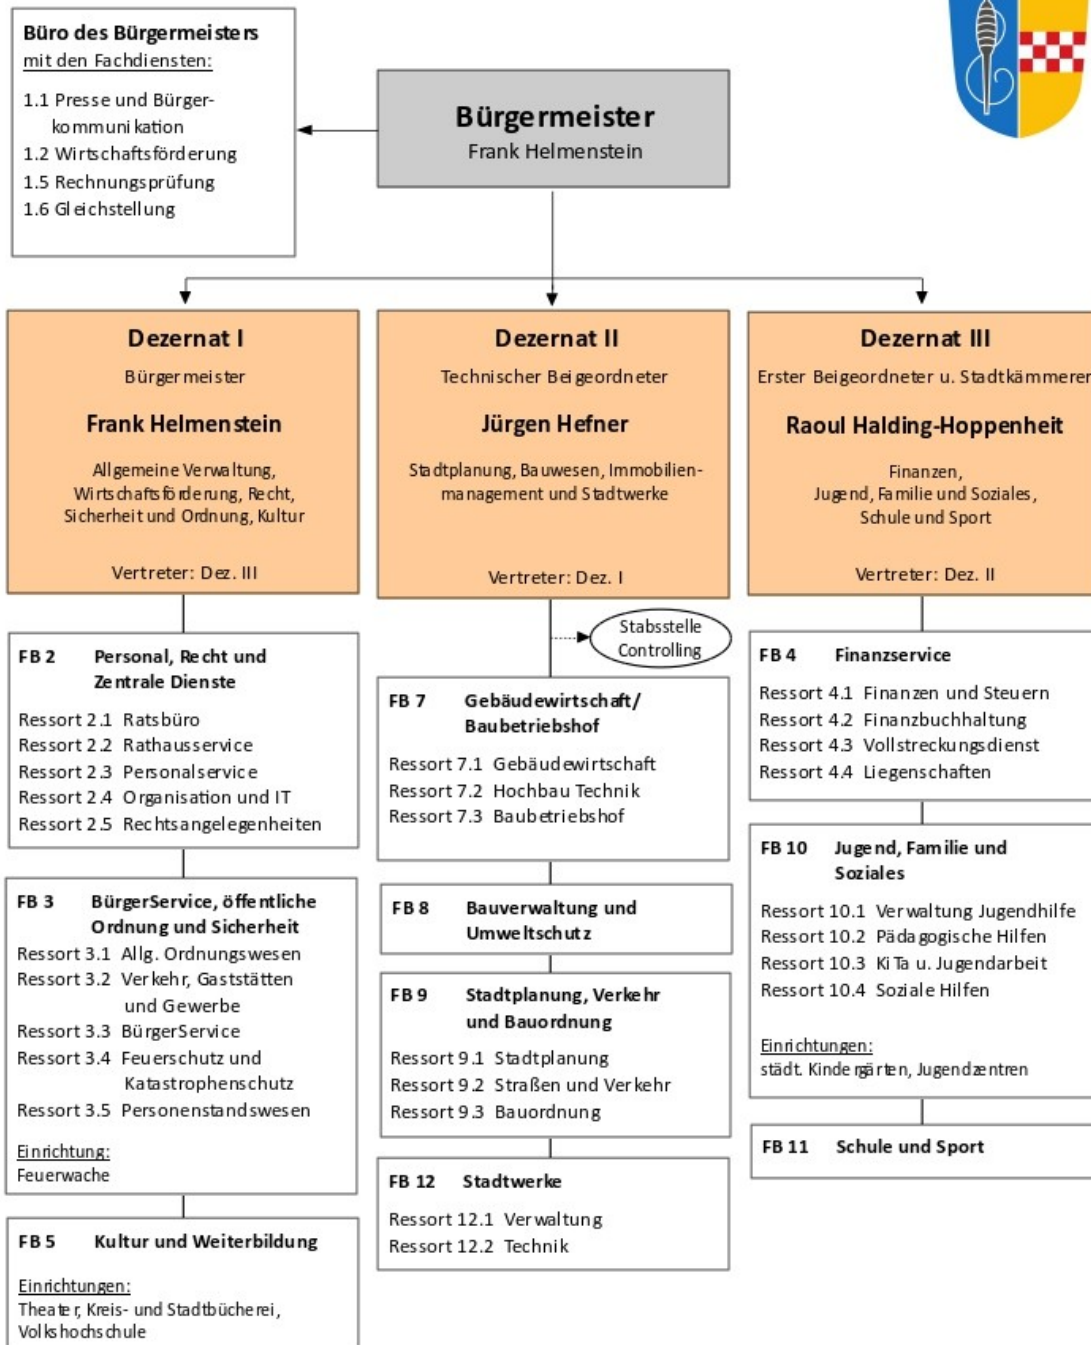 Büro des Bürgermeisters
mit den Fachdiensten:
1.1 Presse und Bürger-
kommunikation
1.2 Wirtschaftsförderung
1.5 Rechnungsprüfung
1.6 Gleichstellung
Bürgermeister
Frank Helmenstein
Dezernat I
Bürgermeister
Frank Helmenstein
Allgemeine Verwaltung,
Wirtschaftsförderung, Recht,
Sicherheit und Ordnung, Kultur
Vertreter: Dez. III
FB 2 Personal, Recht und
Zentrale Dienste
Ressort 2.1 Ratsbüro
Ressort 2.2 Rathausservice
Ressort 2.3 Personalservice
Ressort 2.4 Organisation und IT
Ressort 2.5 Rechtsangelegenheiten
FB 3 BürgerService, öffentliche
Ordnung und Sicherheit
Ressort 3.1 Allg. Ordnungswesen
Ressort 3.2 Verkehr, Gaststätten
und Gewerbe
Ressort 3.3 BürgerService
Ressort 3.4 Feuerschutz und
Katastrophenschutz
Ressort 3.5 Personenstandswesen
Einrichtung:
Feuerwache
FB 5 Kultur und Weiterbildung
Einrichtungen:
Theater, Kreis- und Stadtbücherei,
Volkshochschule
Dezernat II
Technischer Beigeordneter
Jürgen Hefner
Stadtplanung, Bauwesen, Immobilien-
management und Stadtwerke
Vertreter: Dez. I
Stabsstelle
Controlling
FB 7 Gebäudewirtschaft/
Baubetriebshof
Ressort 7.1 Gebäudewirtschaft
Ressort 7.2 Hochbau Technik
Ressort 7.3 Baubetriebshof
FB 8 Bauverwaltung und
Umweltschutz
FB 9 Stadtplanung, Verkehr
und Bauordnung
Ressort 9.1 Stadtplanung
Ressort 9.2 Straßen und Verkehr
Ressort 9.3 Bauordnung
FB 12 Stadtwerke
Ressort 12.1 Verwaltung
Ressort 12.2 Technik
Dezernat III
Erster Beigeordneter u. Stadtkämmerer
Raoul Halding-Hoppenheit
Finanzen,
Jugend, Familie und Soziales,
Schule und Sport
Vertreter: Dez. II
FB 4 Finanzservice
Ressort 4.1 Finanzen und Steuern
Ressort 4.2 Finanzbuchhaltung
Ressort 4.3 Vollstreckungsdienst
Ressort 4.4 Liegenschaften
FB 10 Jugend, Familie und
Soziales
Ressort 10.1 Verwaltung Jugendhilfe
Ressort 10.2 Pädagogische Hilfen
Ressort 10.3 KiTa u. Jugendarbeit
Ressort 10.4 Soziale Hilfen
Einrichtungen:
städt. Kindergärten, Jugendzentren
FB 11 Schule und Sport